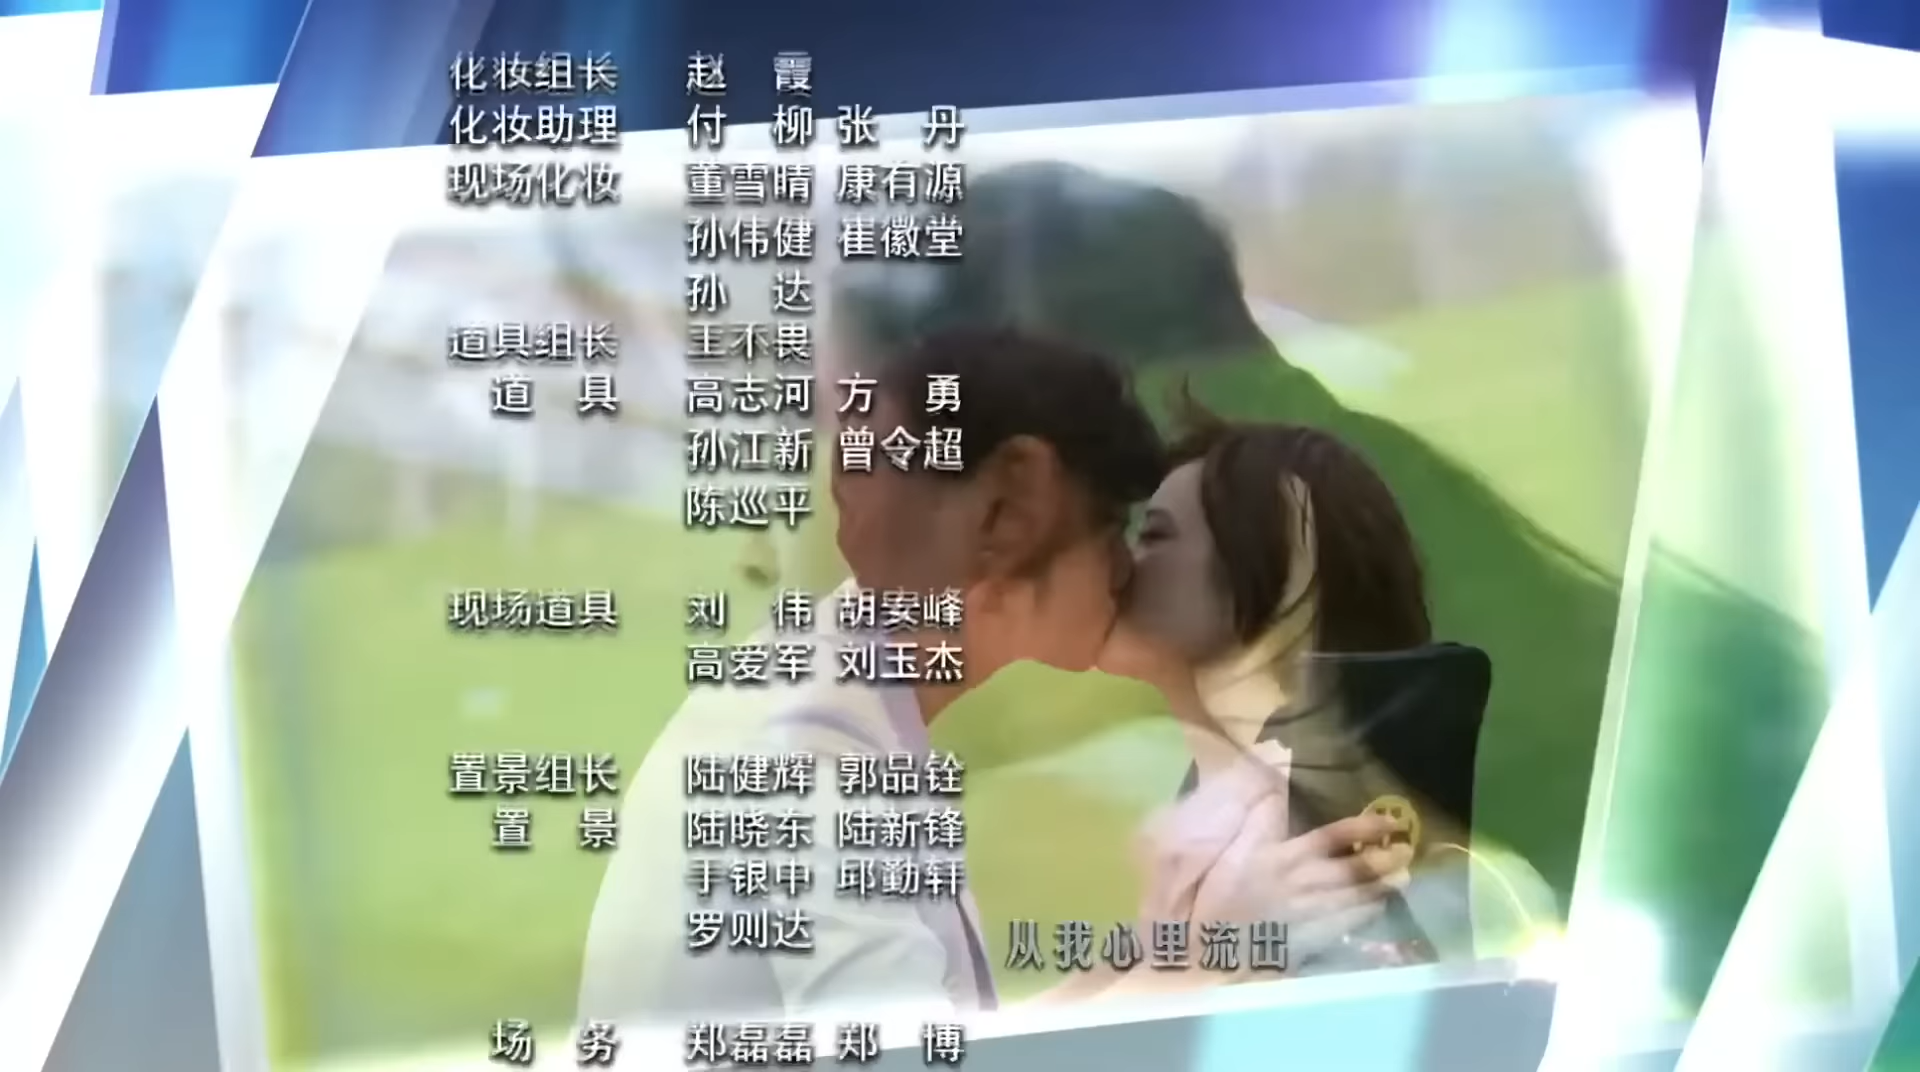 化妆组长 赵 霞
化妆助理 付 柳 张 丹
现场化妆 董雪晴 康有源
孙伟健 崔徽堂
孙 达
道具组长 王不畏
道 具 高志河 方 勇
孙江新 曾令超
陈巡平
现场道具 刘 伟 胡安峰
高爱军 刘玉杰
置景组长 陆健辉 郭品铨
置 景 陆晓东 陆新锋
于银中 邱勤轩
罗则达
从我心里流出
场 务 郑磊磊 郑 博